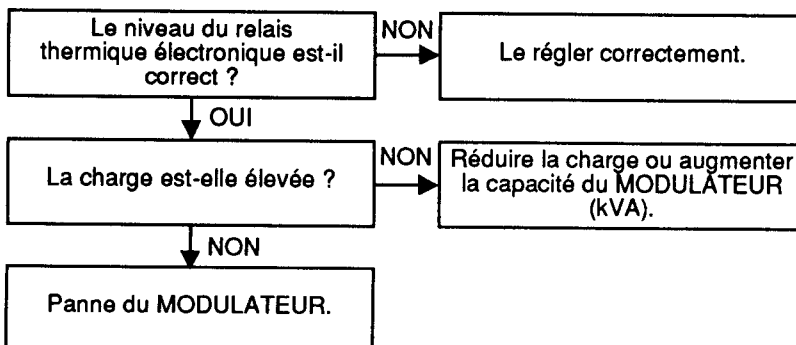 Le niveau du relais
thermique électronique est-il
correct ?
NON
Le régler correctement.
OUI
La charge est-elle élevée ?
NON
Réduire la charge ou augmenter
la capacité du MODULATEUR
(kVA).
NON
Panne du MODULATEUR.